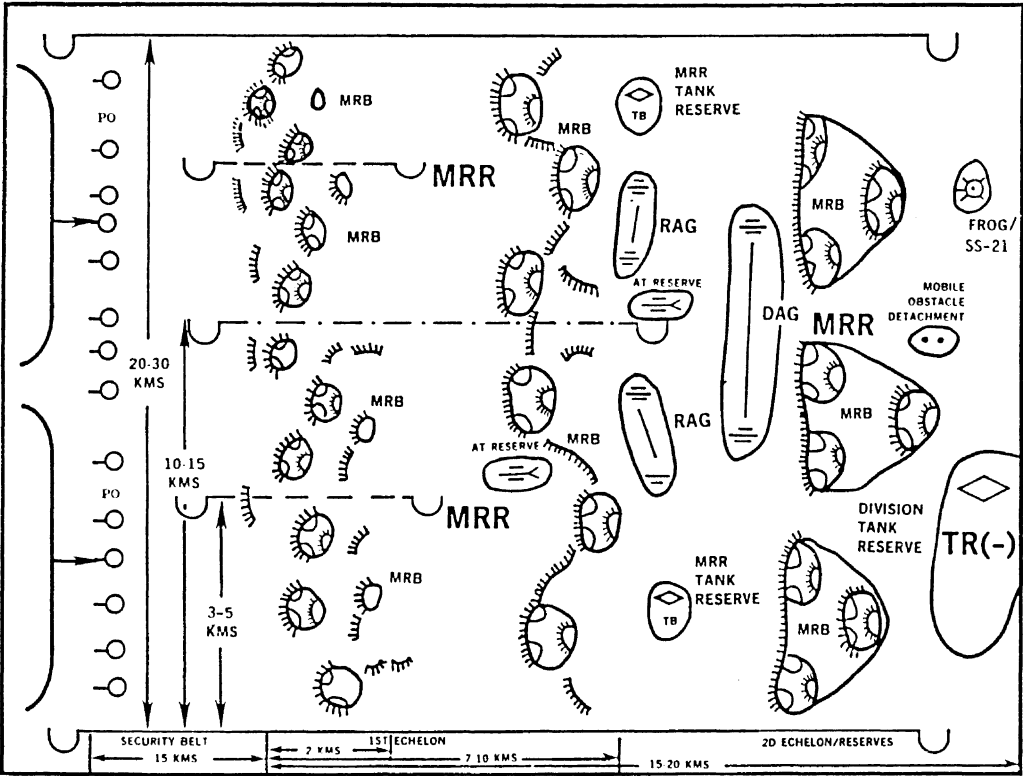 PO
MRB
MRR
MRB
20-30
KMS
10-15
KMS
PO
MRB
MRR
3-5
KMS
MRB
MRB
MRR
TANK
RESERVE
TB
RAG
AT RESERVE
DAG
MRB
FROG/
SS-21
MOBILE
OBSTACLE
DETACHMENT
MRR
MRB
RAG
MRB
AT RESERVE
DIVISION
TANK
RESERVE
TR(-)
MRR
TANK
RESERVE
TB
MRB
SECURITY BELT
15 KMS
1ST ECHELON
2 KMS
7-10 KMS
2D ECHELON/RESERVES
15-20 KMS